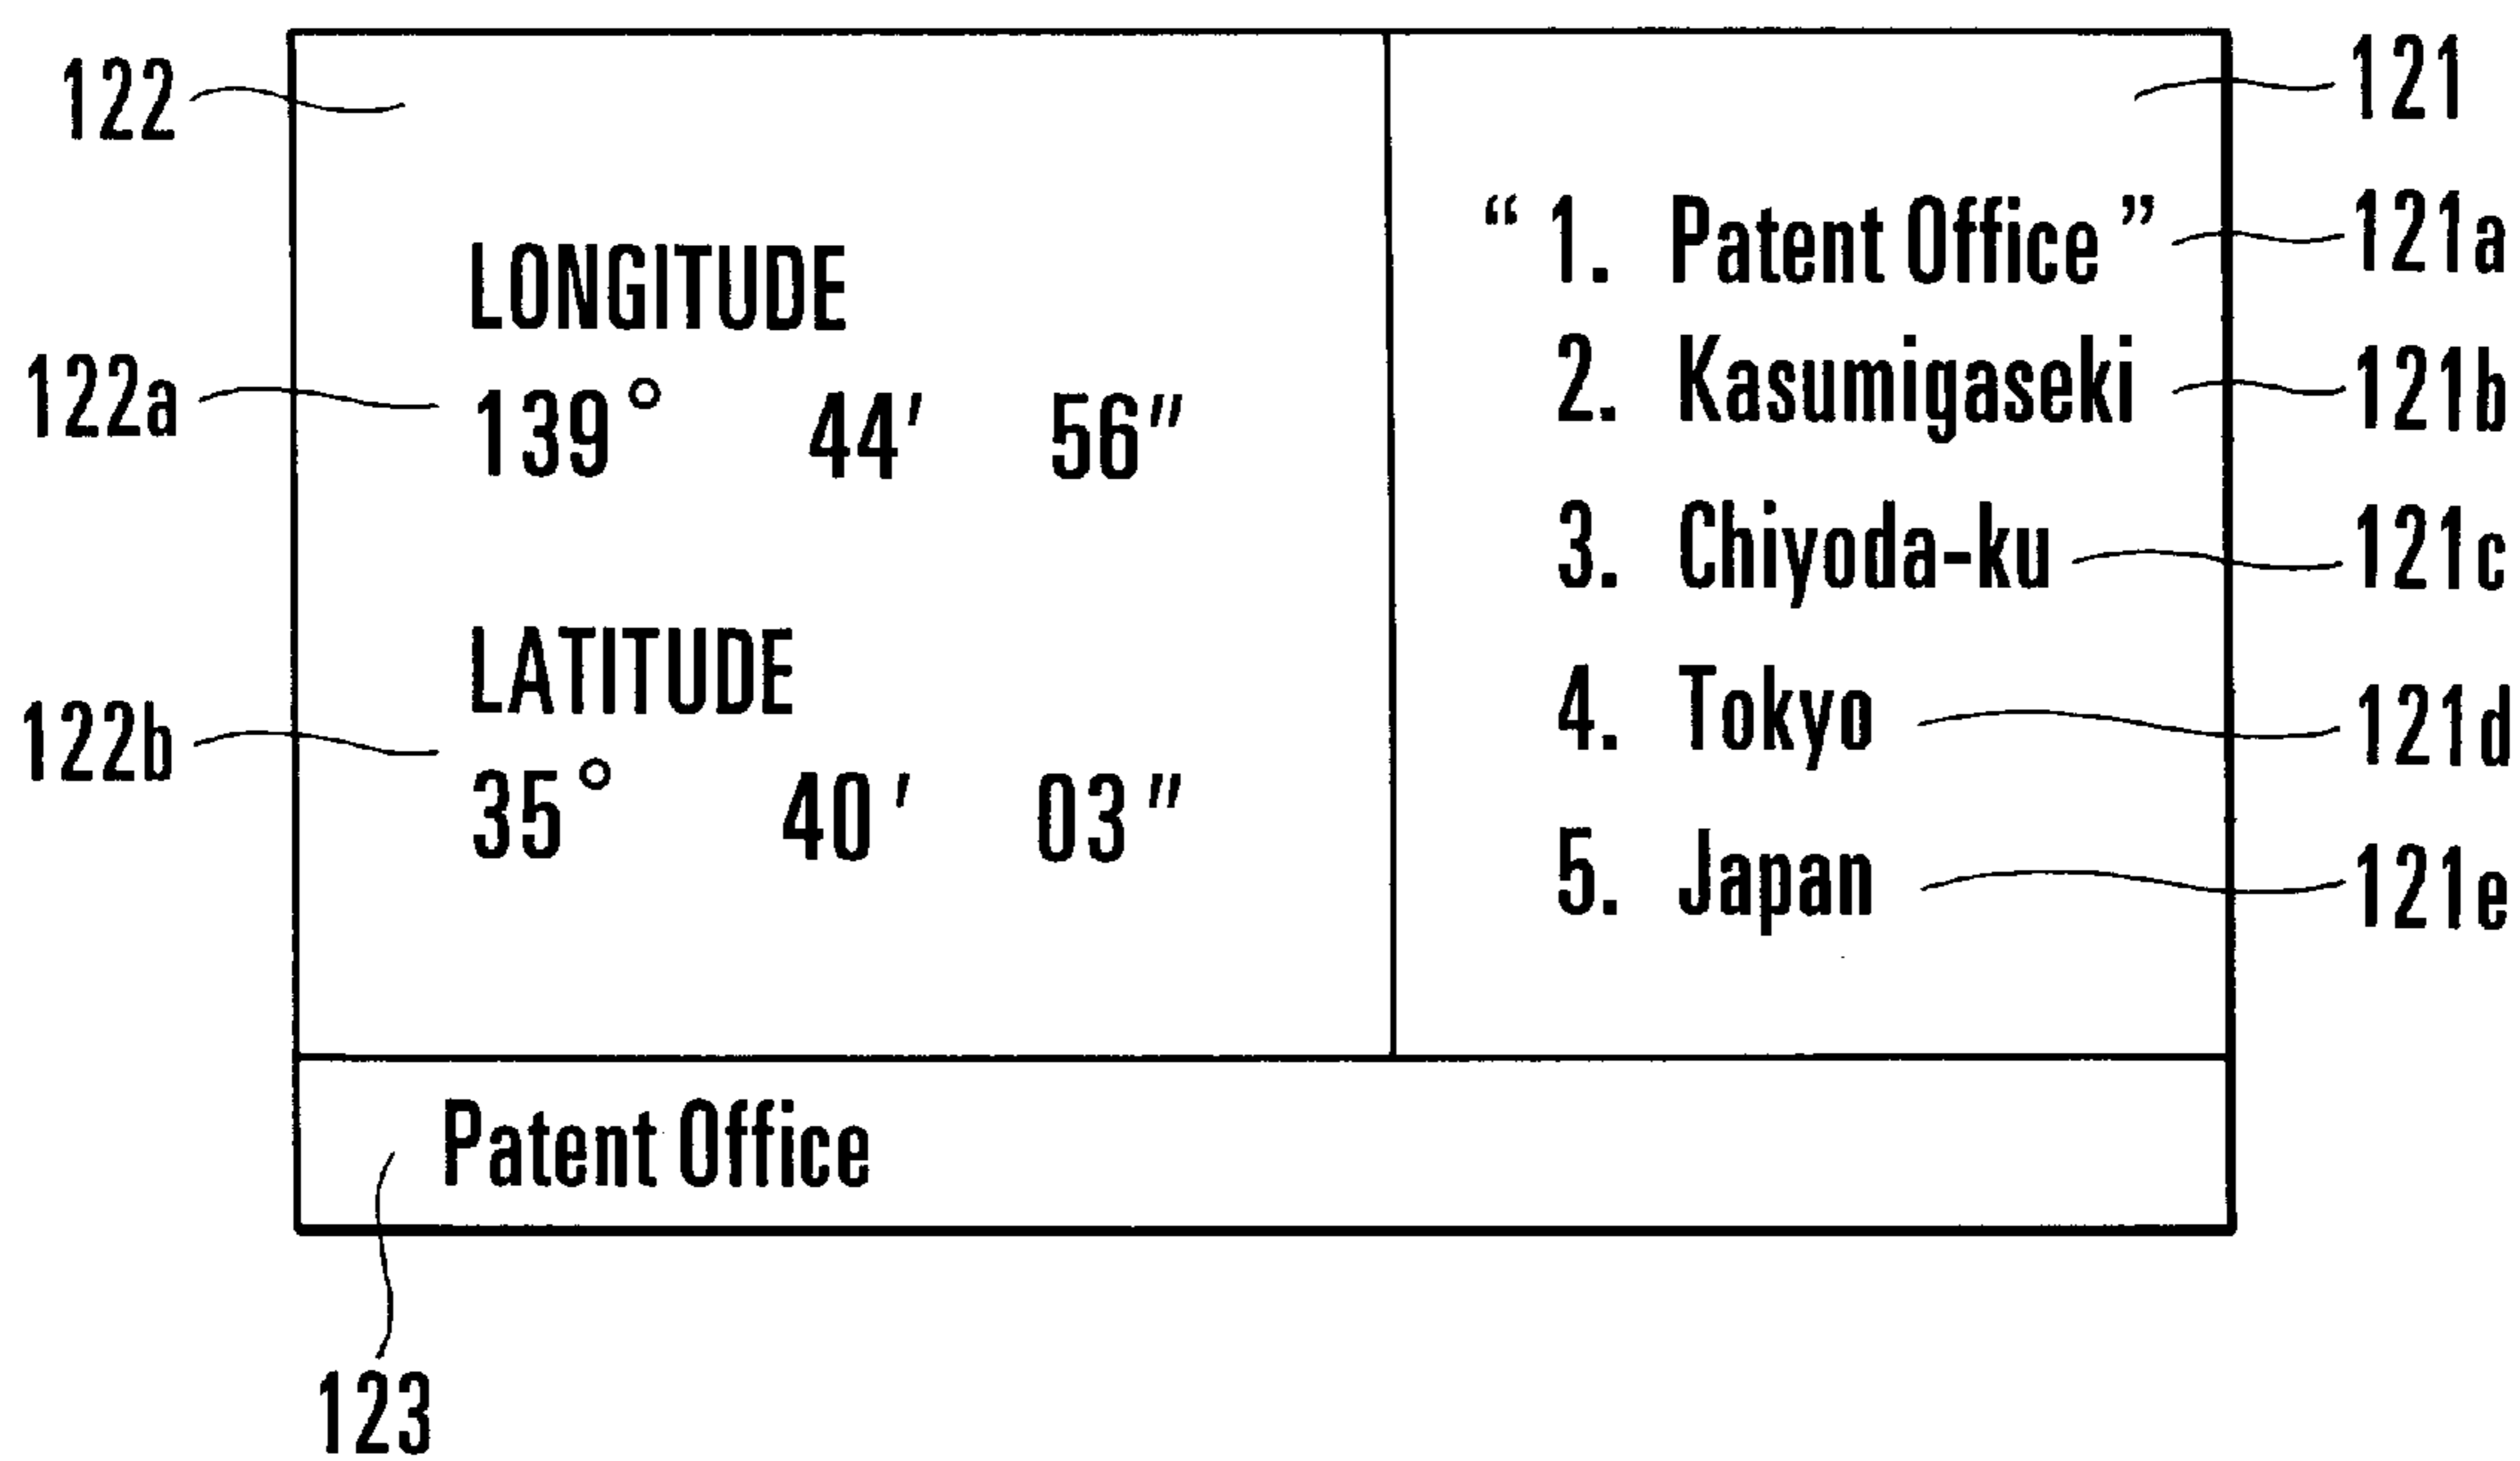 122
LONGITUDE
122a
139° 44′ 56″
LATITUDE
122b
35° 40′ 03″
121
“ 1. Patent Office ” 121a
2. Kasumigaseki 121b
3. Chiyoda-ku 121c
4. Tokyo 121d
5. Japan 121e
Patent Office
123